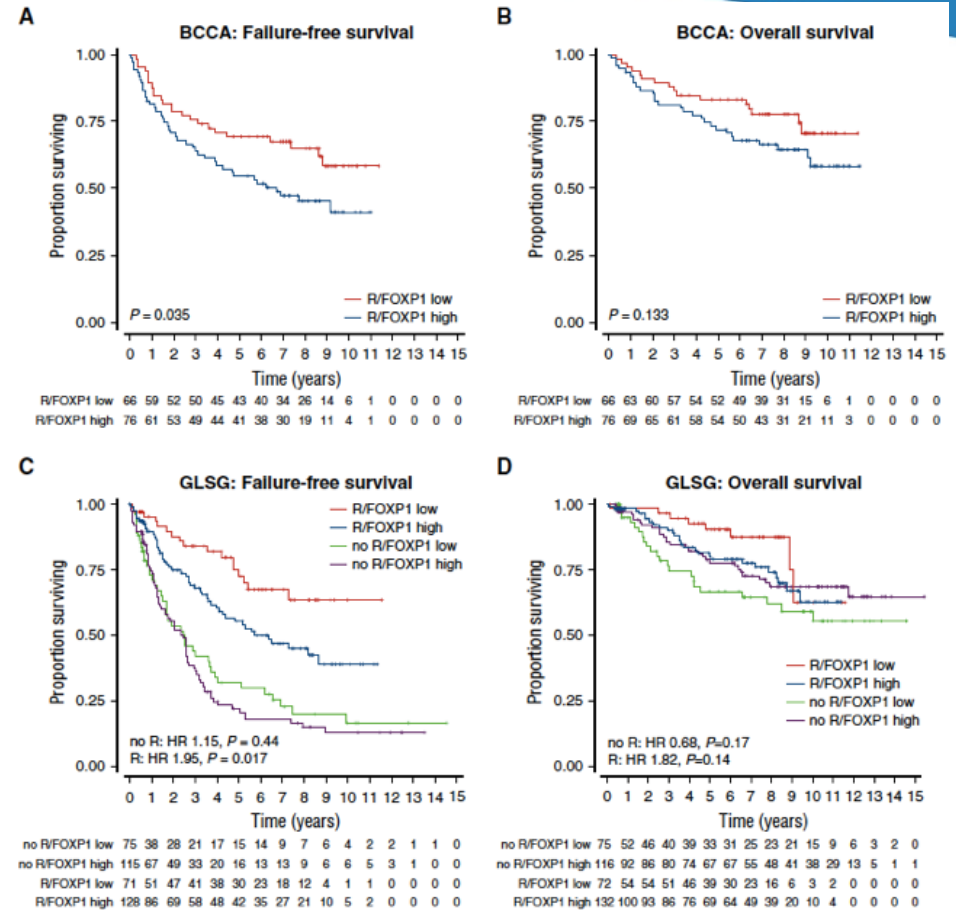 A
BCCA: Failure-free survival
Proportion surviving
1.00
0.75
0.50
0.25
0.00
R/FOXP1 low
R/FOXP1 high
P = 0.035
0 1 2 3 4 5 6 7 8 9 10 11 12 13 14 15
Time (years)
R/FOXP1 low 66 59 52 50 45 43 40 34 26 14 6 1 0 0 0 0
R/FOXP1 high 76 61 53 49 44 41 38 30 19 11 4 1 0 0 0 0
B
BCCA: Overall survival
Proportion surviving
1.00
0.75
0.50
0.25
0.00
R/FOXP1 low
R/FOXP1 high
P = 0.133
0 1 2 3 4 5 6 7 8 9 10 11 12 13 14 15
Time (years)
R/FOXP1 low 66 63 60 57 54 52 49 39 31 15 6 1 0 0 0 0
R/FOXP1 high 76 69 65 61 58 54 50 43 31 21 11 3 0 0 0 0
C
GLSG: Failure-free survival
Proportion surviving
1.00
0.75
0.50
0.25
0.00
R/FOXP1 low
R/FOXP1 high
no R/FOXP1 low
no R/FOXP1 high
no R: HR 1.15, P = 0.44
R: HR 1.95, P = 0.017
0 1 2 3 4 5 6 7 8 9 10 11 12 13 14 15
Time (years)
no R/FOXP1 low 75 38 28 21 17 15 14 9 7 6 4 2 2 1 1 0
no R/FOXP1 high 115 67 49 33 20 16 13 13 9 6 6 5 3 1 0 0
R/FOXP1 low 71 51 47 41 38 30 23 18 12 4 1 1 0 0 0 0
R/FOXP1 high 128 86 69 58 48 42 35 27 21 10 5 2 0 0 0 0
D
GLSG: Overall survival
Proportion surviving
1.00
0.75
0.50
0.25
0.00
R/FOXP1 low
R/FOXP1 high
no R/FOXP1 low
no R/FOXP1 high
no R: HR 0.68, P=0.17
R: HR 1.82, P=0.14
0 1 2 3 4 5 6 7 8 9 10 11 12 13 14 15
Time (years)
no R/FOXP1 low 75 52 46 40 39 33 31 25 23 21 15 9 6 3 2 0
no R/FOXP1 high 116 92 86 80 74 67 67 55 48 41 38 29 13 5 1 1
R/FOXP1 low 72 54 54 51 46 39 30 23 16 6 3 2 0 0 0 0
R/FOXP1 high 132 100 93 86 76 69 64 49 39 20 10 4 0 0 0 0